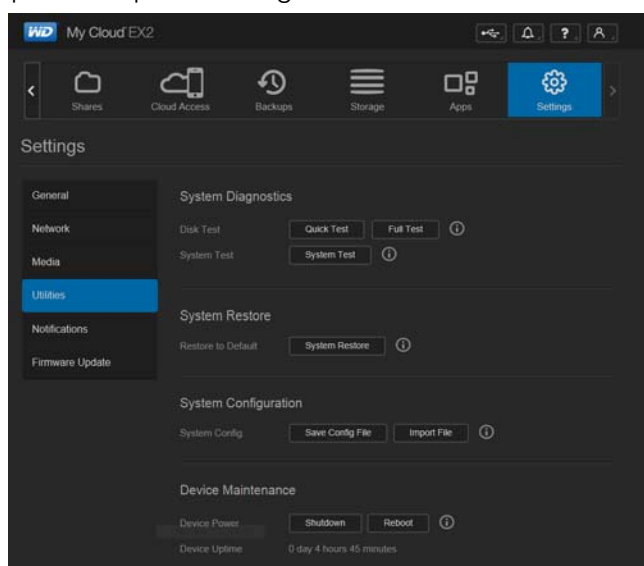 WD My Cloud EX2
?
Shares Cloud Access Backups Storage Apps Settings
Settings
General
Network
Media
Utilities
Notifications
Firmware Update
System Diagnostics
Disk Test Quick Test Full Test
System Test System Test
System Restore
Restore to Default System Restore
System Configuration
System Config Save Config File Import File
Device Maintenance
Device Power Shutdown Reboot
Device Uptime 0 day 4 hours 45 minutes